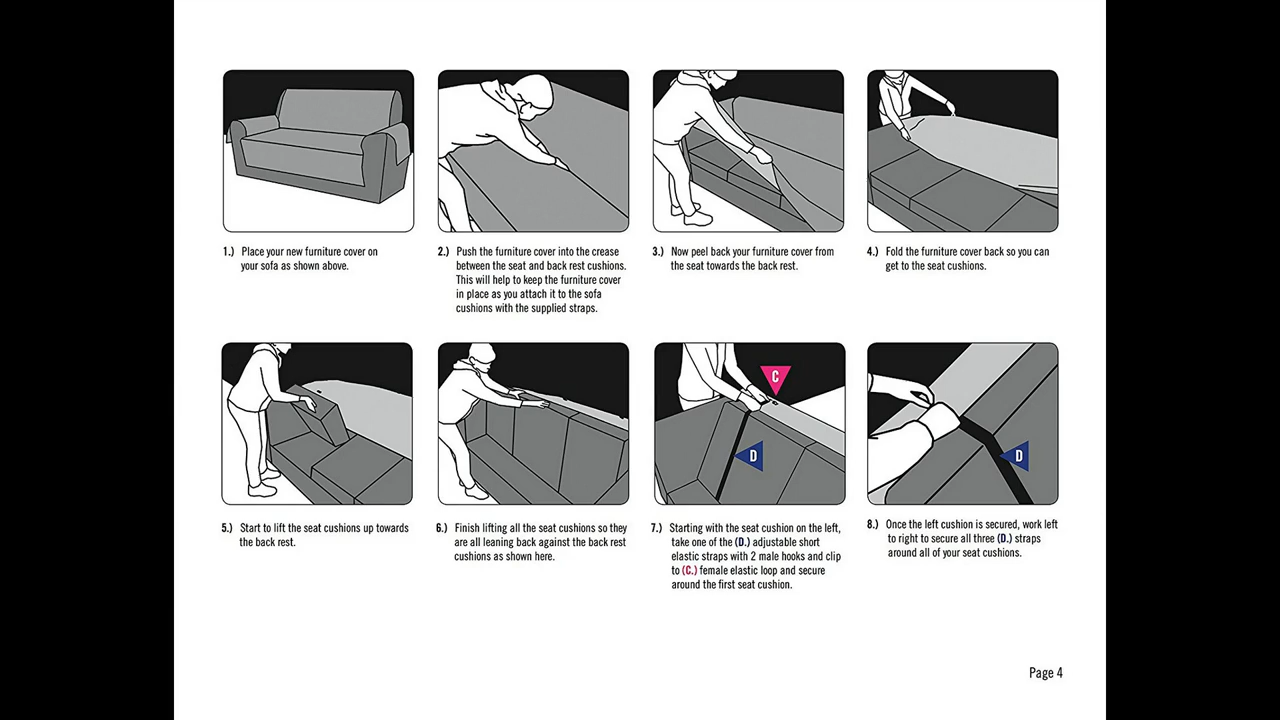 1.) Place your new furniture cover on
your sofa as shown above.
2.) Push the furniture cover into the crease
between the seat and back rest cushions.
This will help to keep the furniture cover
in place as you attach it to the sofa
cushions with the supplied straps.
3.) Now peel back your furniture cover from
the seat towards the back rest.
4.) Fold the furniture cover back so you can
get to the seat cushions.
C
D
D
5.) Start to lift the seat cushions up towards
the back rest.
6.) Finish lifting all the seat cushions so they
are all leaning back against the back rest
cushions as shown here.
7.) Starting with the seat cushion on the left,
take one of the (D.) adjustable short
elastic straps with 2 male hooks and clip
to (C.) female elastic loop and secure
around the first seat cushion.
8.) Once the left cushion is secured, work left
to right to secure all three (D.) straps
around all of your seat cushions.
Page 4